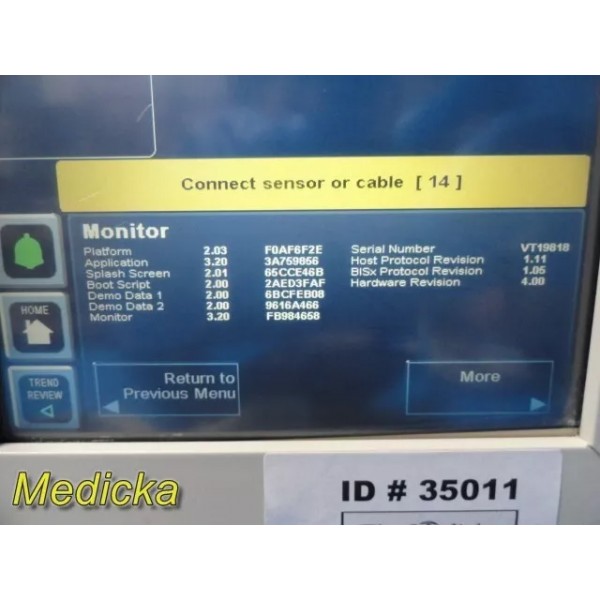 Connect sensor or cable [ 14 ]
Monitor
Platform 2.03 F0AF6F2E Serial Number VT19818
Application 3.20 3A759856 Host Protocol Revision 1.11
Splash Screen 2.01 65CCE46B BISx Protocol Revision 1.05
Boot Script 2.00 2AED3FAF Hardware Revision 4.00
Demo Data 1 2.00 6BCFEB08
Demo Data 2 2.00 9616A466
Monitor 3.20 FB984658
HOME
TREND
REVIEW
Return to
Previous Menu
More
Medicka
ID # 35011